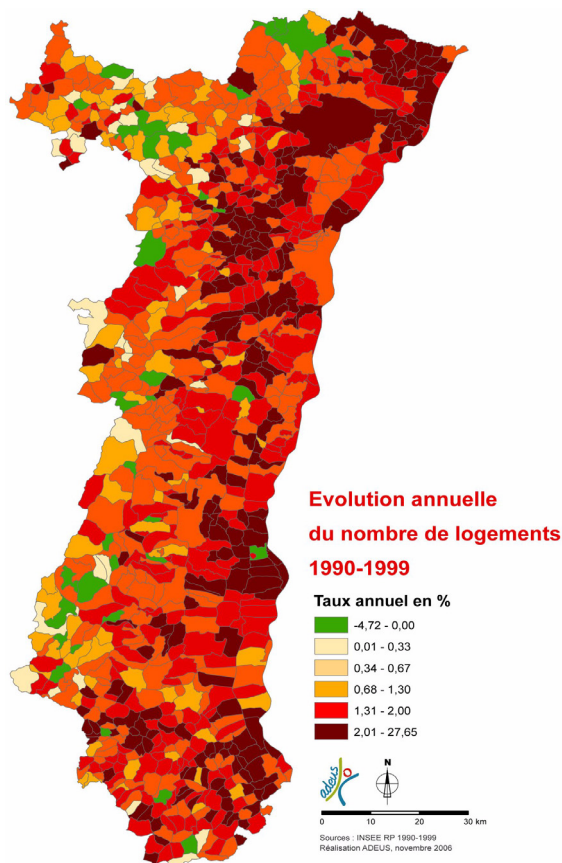 Evolution annuelle
du nombre de logements
1990-1999
Taux annuel en %
-4,72 - 0,00
0,01 - 0,33
0,34 - 0,67
0,68 - 1,30
1,31 - 2,00
2,01 - 27,65
adeus
N
0 10 20 30 km
Sources : INSEE RP 1990-1999
Réalisation ADEUS, novembre 2006